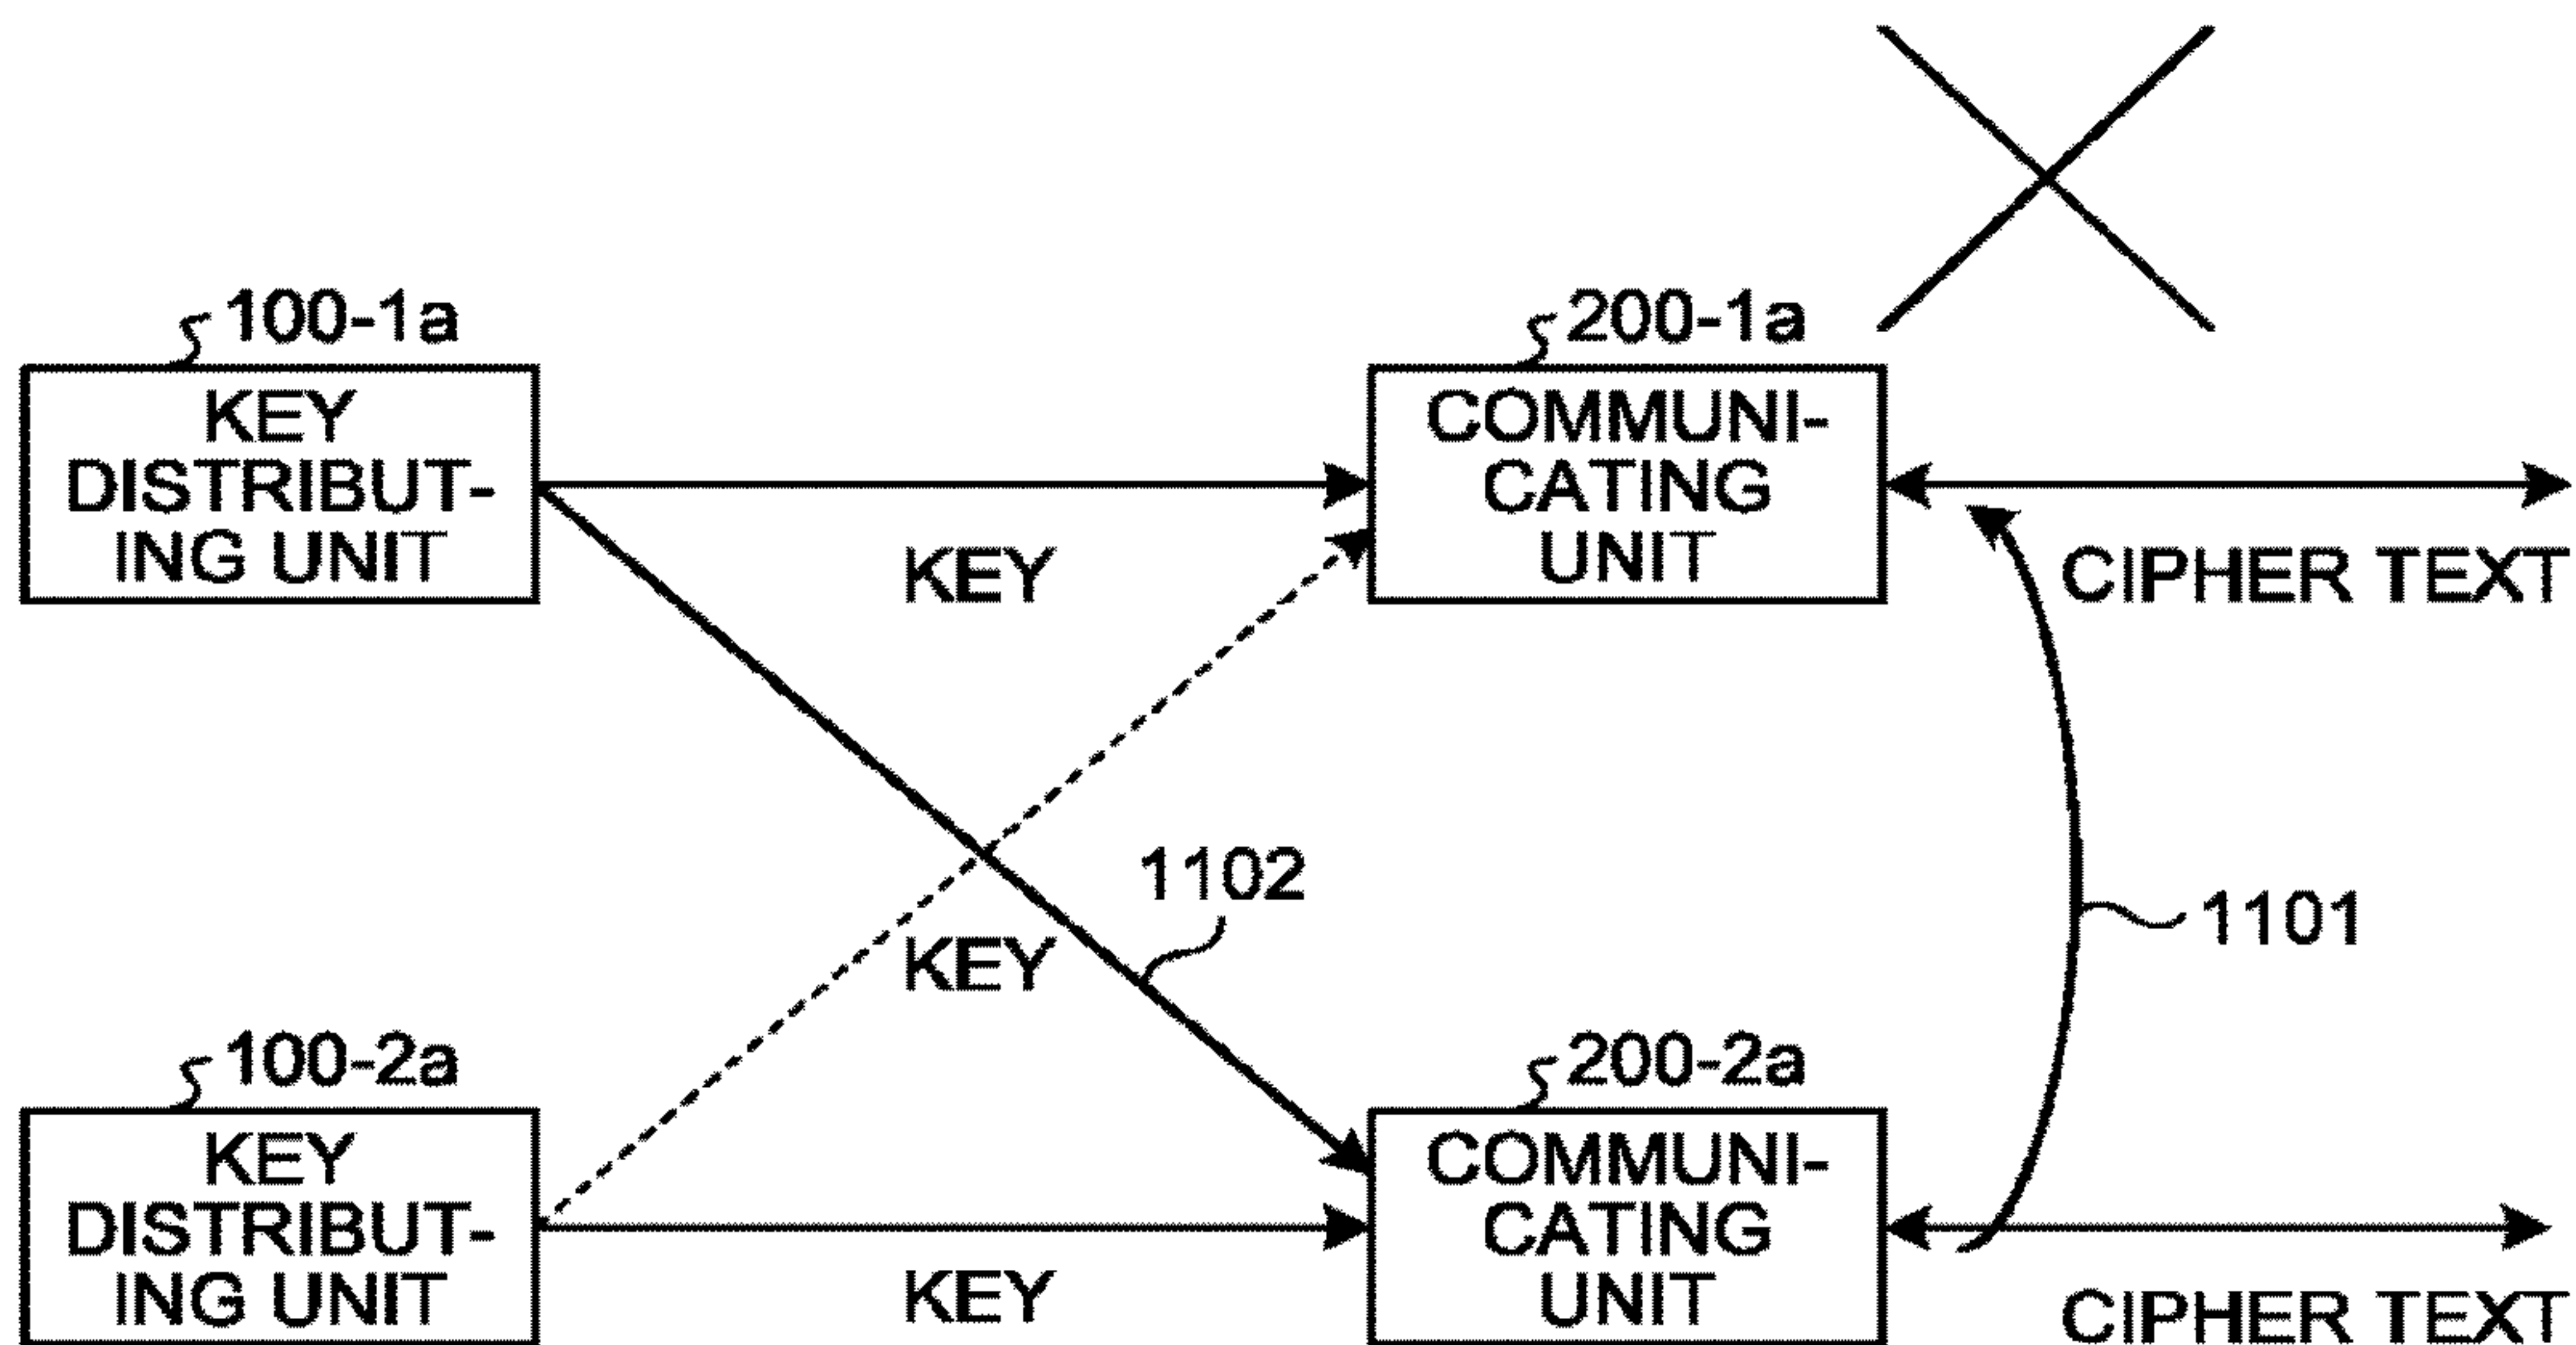 100-1a
KEY
DISTRIBUT-
ING UNIT
KEY
200-1a
COMMUNI-
CATING
UNIT
CIPHER TEXT
1102
KEY
1101
100-2a
KEY
DISTRIBUT-
ING UNIT
KEY
200-2a
COMMUNI-
CATING
UNIT
CIPHER TEXT